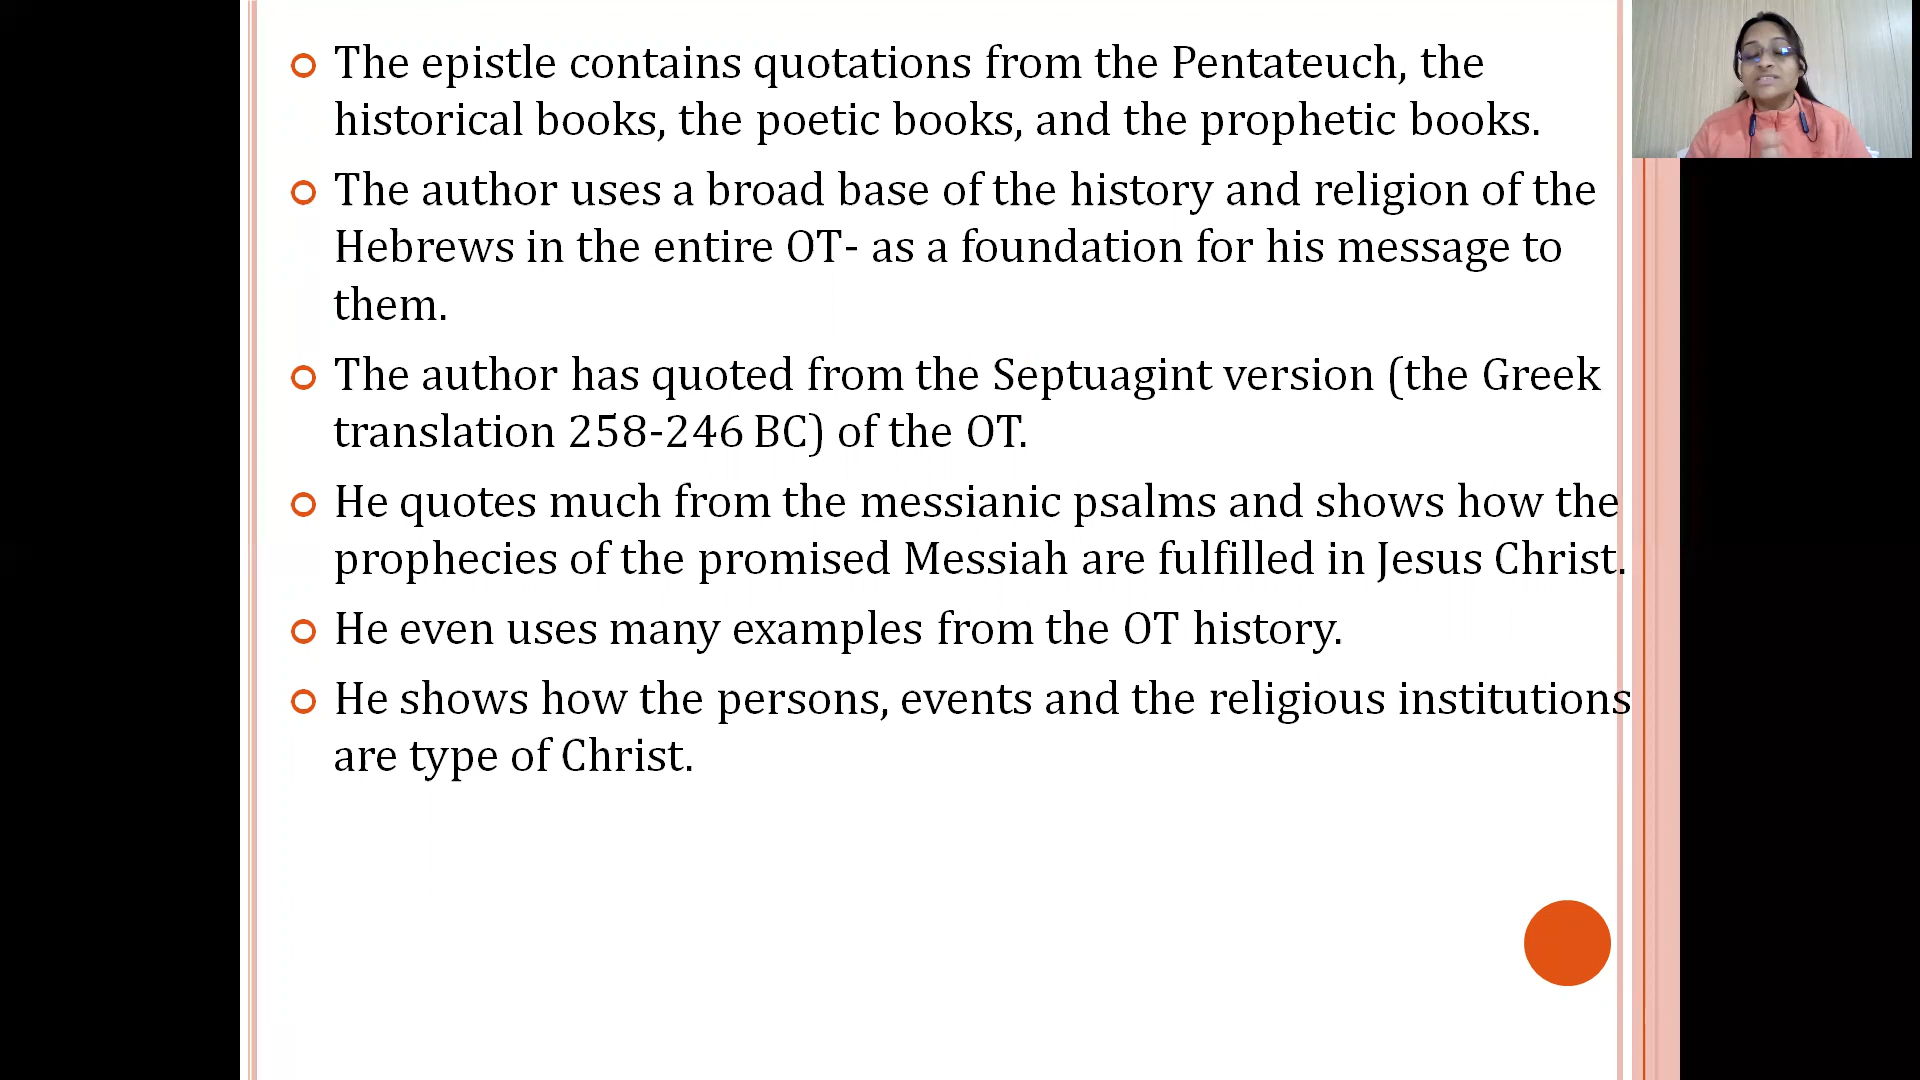 The epistle contains quotations from the Pentateuch, the
historical books, the poetic books, and the prophetic books.
The author uses a broad base of the history and religion of the
Hebrews in the entire OT- as a foundation for his message to
them.
The author has quoted from the Septuagint version (the Greek
translation 258-246 BC) of the OT.
He quotes much from the messianic psalms and shows how the
prophecies of the promised Messiah are fulfilled in Jesus Christ.
He even uses many examples from the OT history.
He shows how the persons, events and the religious institutions
are type of Christ.